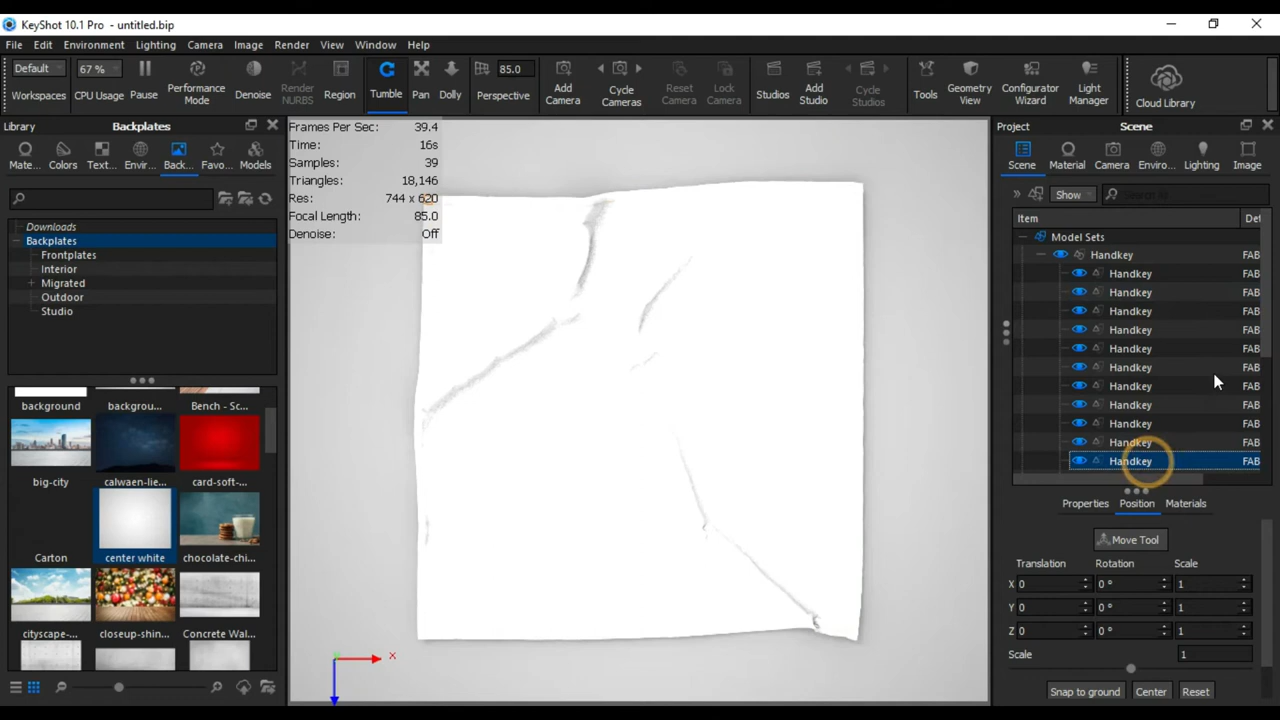 KeyShot 10.1 Pro - untitled.bip
File Edit Environment Lighting Camera Image Render View Window Help
Default
Workspaces
67 %
CPU Usage
Pause
Performance
Mode
Denoise
Render
NURBS
Region
Tumble
Pan
Dolly
85.0
Perspective
Add
Camera
Cycle
Cameras
Reset
Camera
Lock
Camera
Studios
Add
Studio
Cycle
Studios
Tools
Geometry
View
Configurator
Wizard
Light
Manager
Cloud Library
Library
Backplates
Mate... Colors Text... Envir... Back... Favo... Models
Downloads
Backplates
Frontplates
Interior
Migrated
Outdoor
Studio
background backgrou... Bench - Sc...
big-city calwaen-lie... card-soft-...
Carton center white chocolate-chi...
cityscape-... closeup-shin... Concrete Wal...
Frames Per Sec: 39.4
Time: 16s
Samples: 39
Triangles: 18,146
Res: 744 x 620
Focal Length: 85.0
Denoise: Off
X
Project
Scene
Scene Material Camera Enviro... Lighting Image
Show
Item
Model Sets
Handkey FAB
Handkey FAB
Handkey FAB
Handkey FAB
Handkey FAB
Handkey FAB
Handkey FAB
Handkey FAB
Handkey FAB
Handkey FAB
Handkey FAB
Handkey FAB
Properties Position Materials
Move Tool
Translation Rotation Scale
X 0 0 ° 1
Y 0 0 ° 1
Z 0 0 ° 1
Scale 1
Snap to ground Center Reset